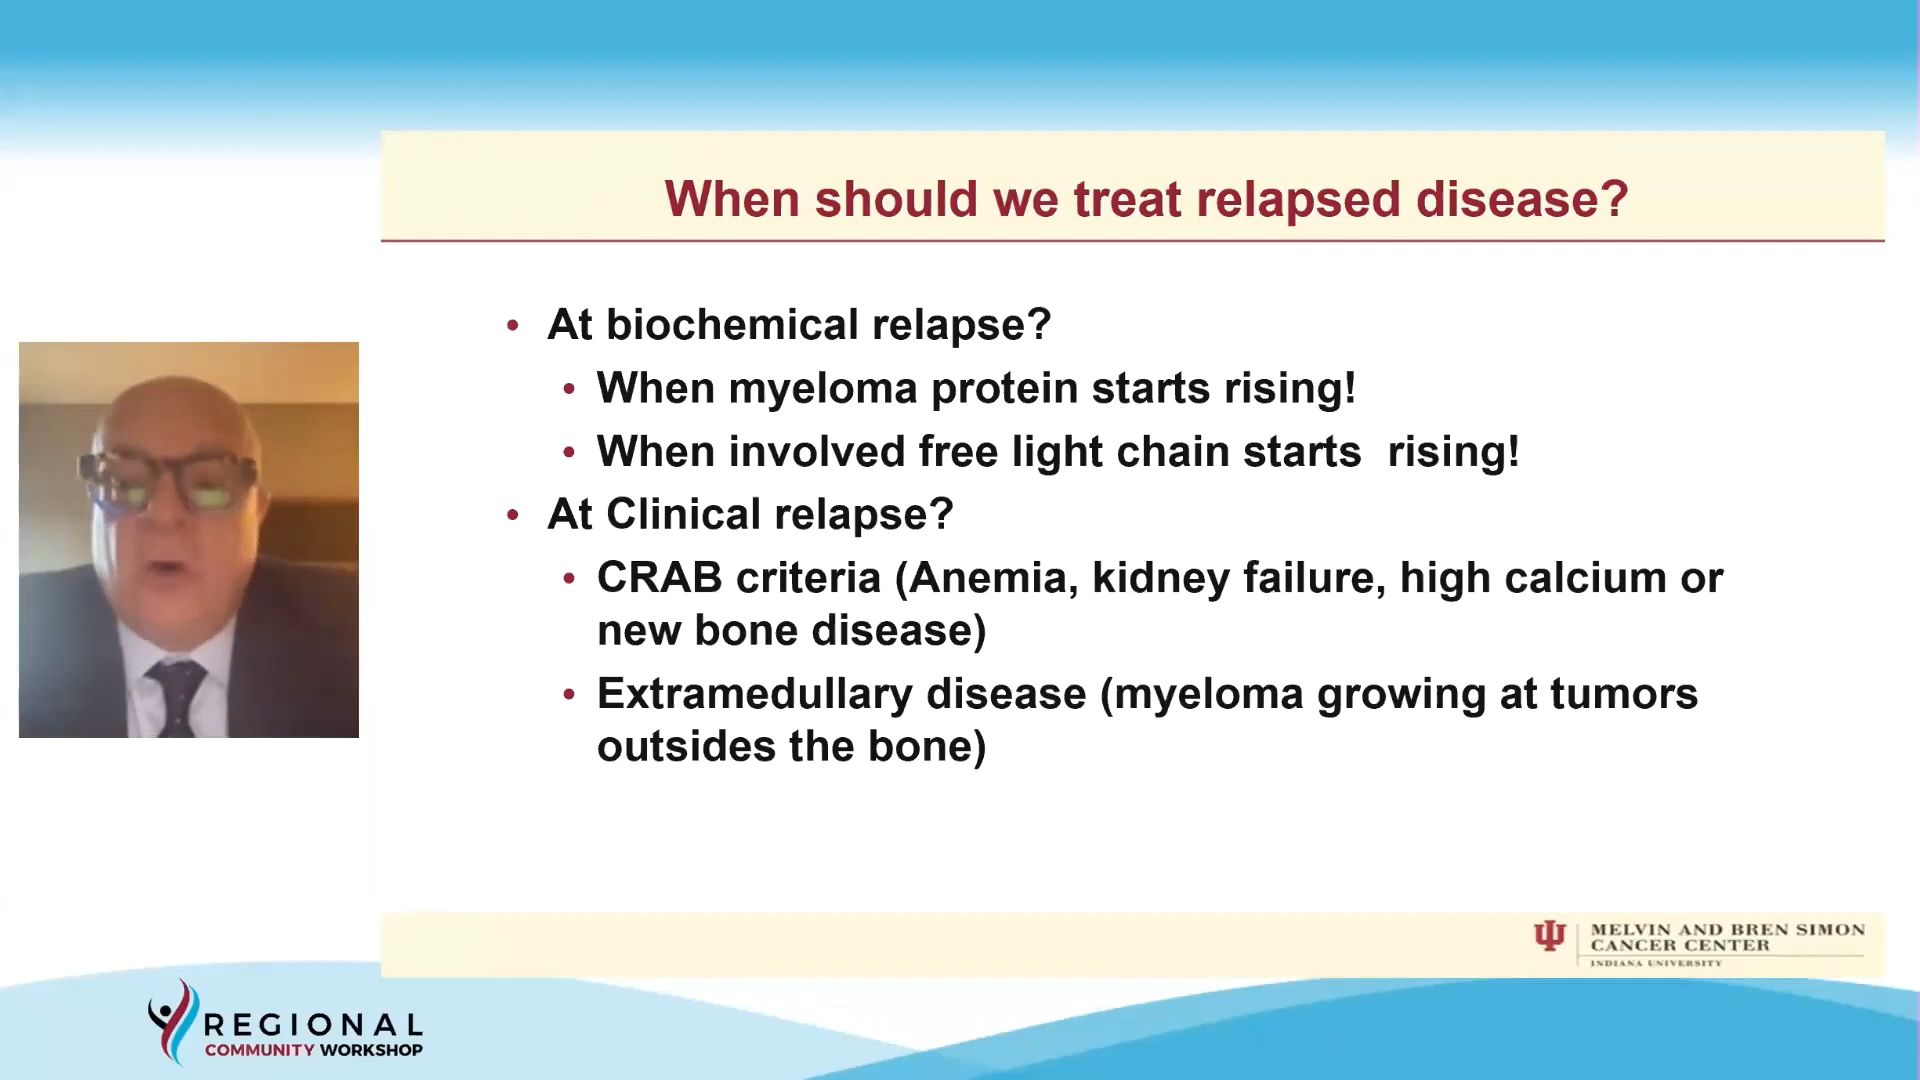 When should we treat relapsed disease?
• At biochemical relapse?
• When myeloma protein starts rising!
• When involved free light chain starts  rising!
• At Clinical relapse?
• CRAB criteria (Anemia, kidney failure, high calcium or
new bone disease)
• Extramedullary disease (myeloma growing at tumors
outsides the bone)
MELVIN AND BREN SIMON
CANCER CENTER
INDIANA UNIVERSITY
REGIONAL
COMMUNITY WORKSHOP